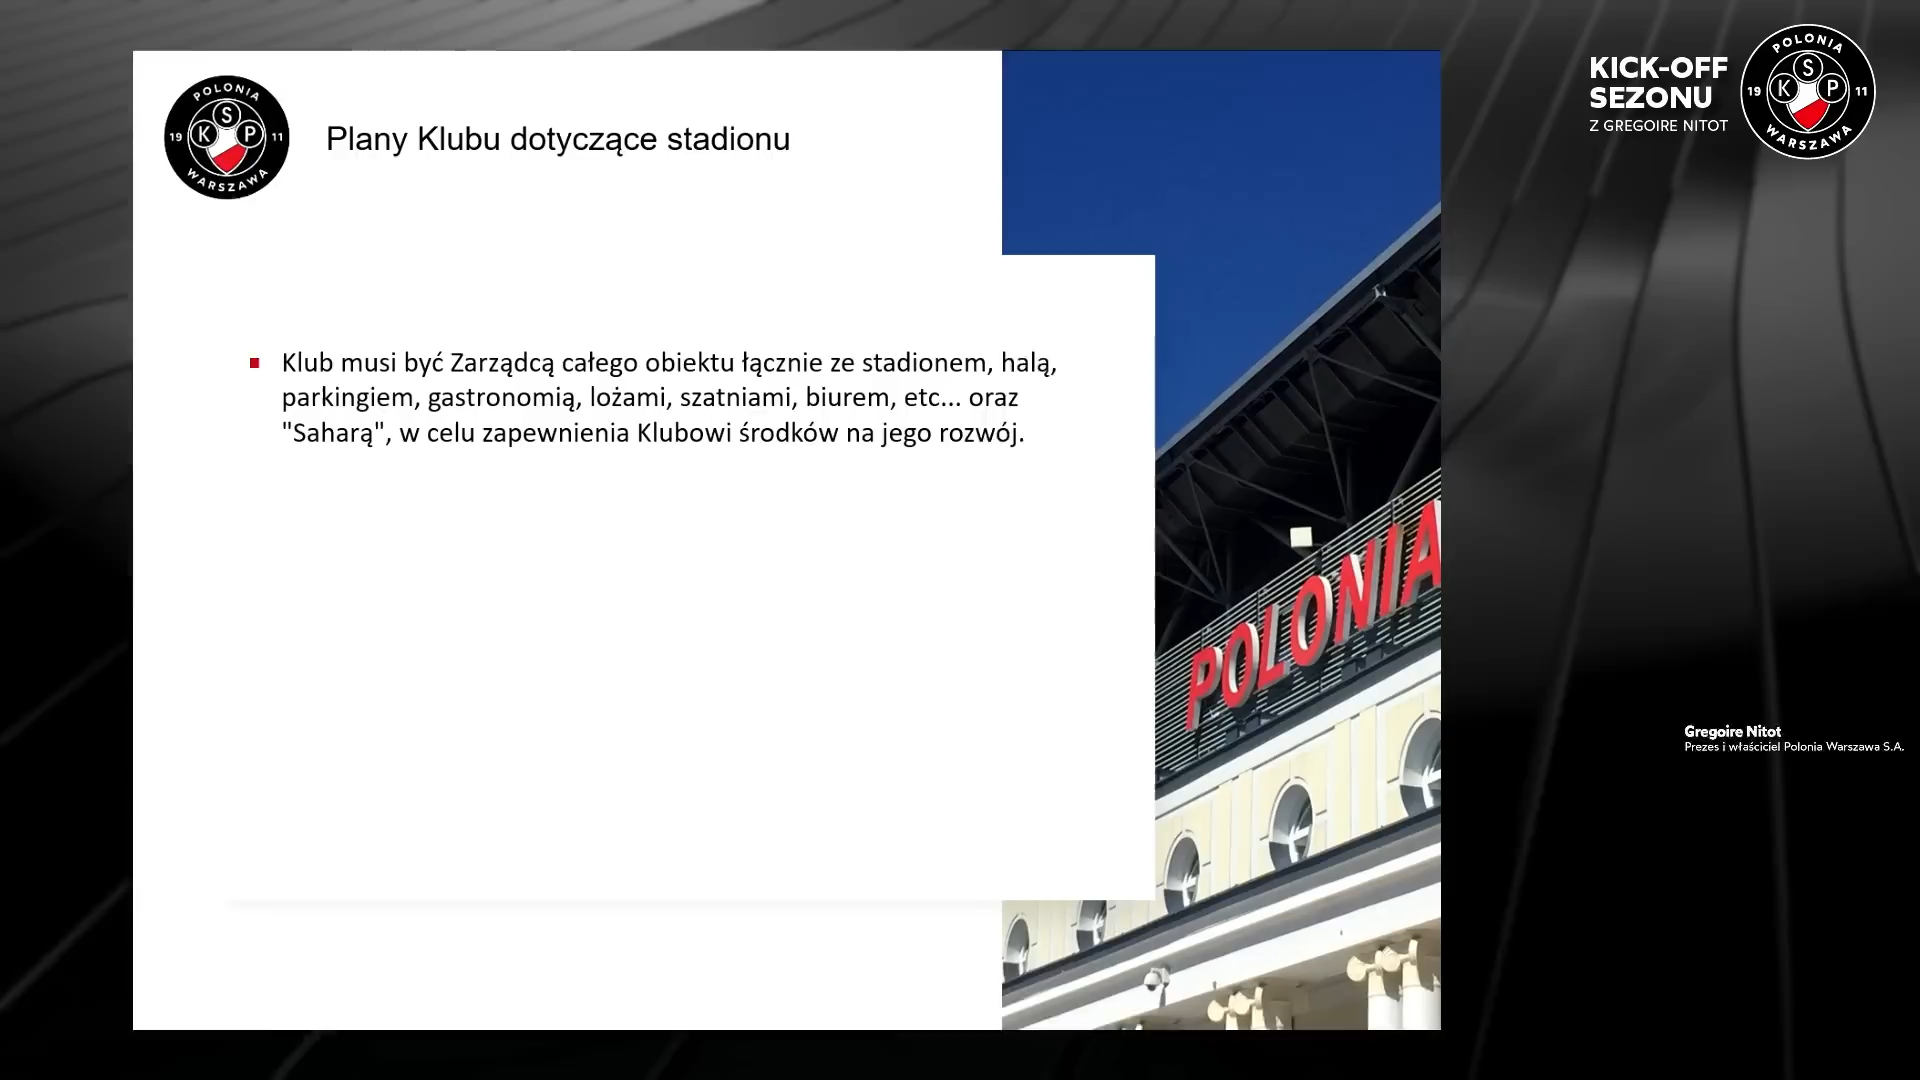 POLONIA
19 K S P 11
WARSZAWA
Plany Klubu dotyczące stadionu
KICK-OFF
SEZONU
Z GREGOIRE NITOT
POLONIA
19 K S P 11
WARSZAWA
Klub musi być Zarządcą całego obiektu łącznie ze stadionem, halą,
parkingiem, gastronomią, lożami, szatniami, biurem, etc... oraz
"Saharą", w celu zapewnienia Klubowi środków na jego rozwój.
POLONIA
Gregoire Nitot
Prezes i właściciel Polonia Warszawa S.A.